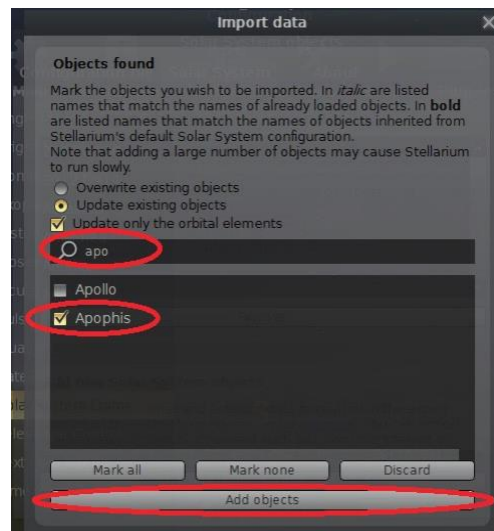 Import data
Objects found
Mark the objects you wish to be imported. In italic are listed
names that match the names of already loaded objects. In bold
are listed names that match the names of objects inherited from
Stellarium's default Solar System configuration.
Note that adding a large number of objects may cause Stellarium
to run slowly.
Overwrite existing objects
Update existing objects
Update only the orbital elements
apo
Apollo
Apophis
Mark all Mark none Discard
Add objects